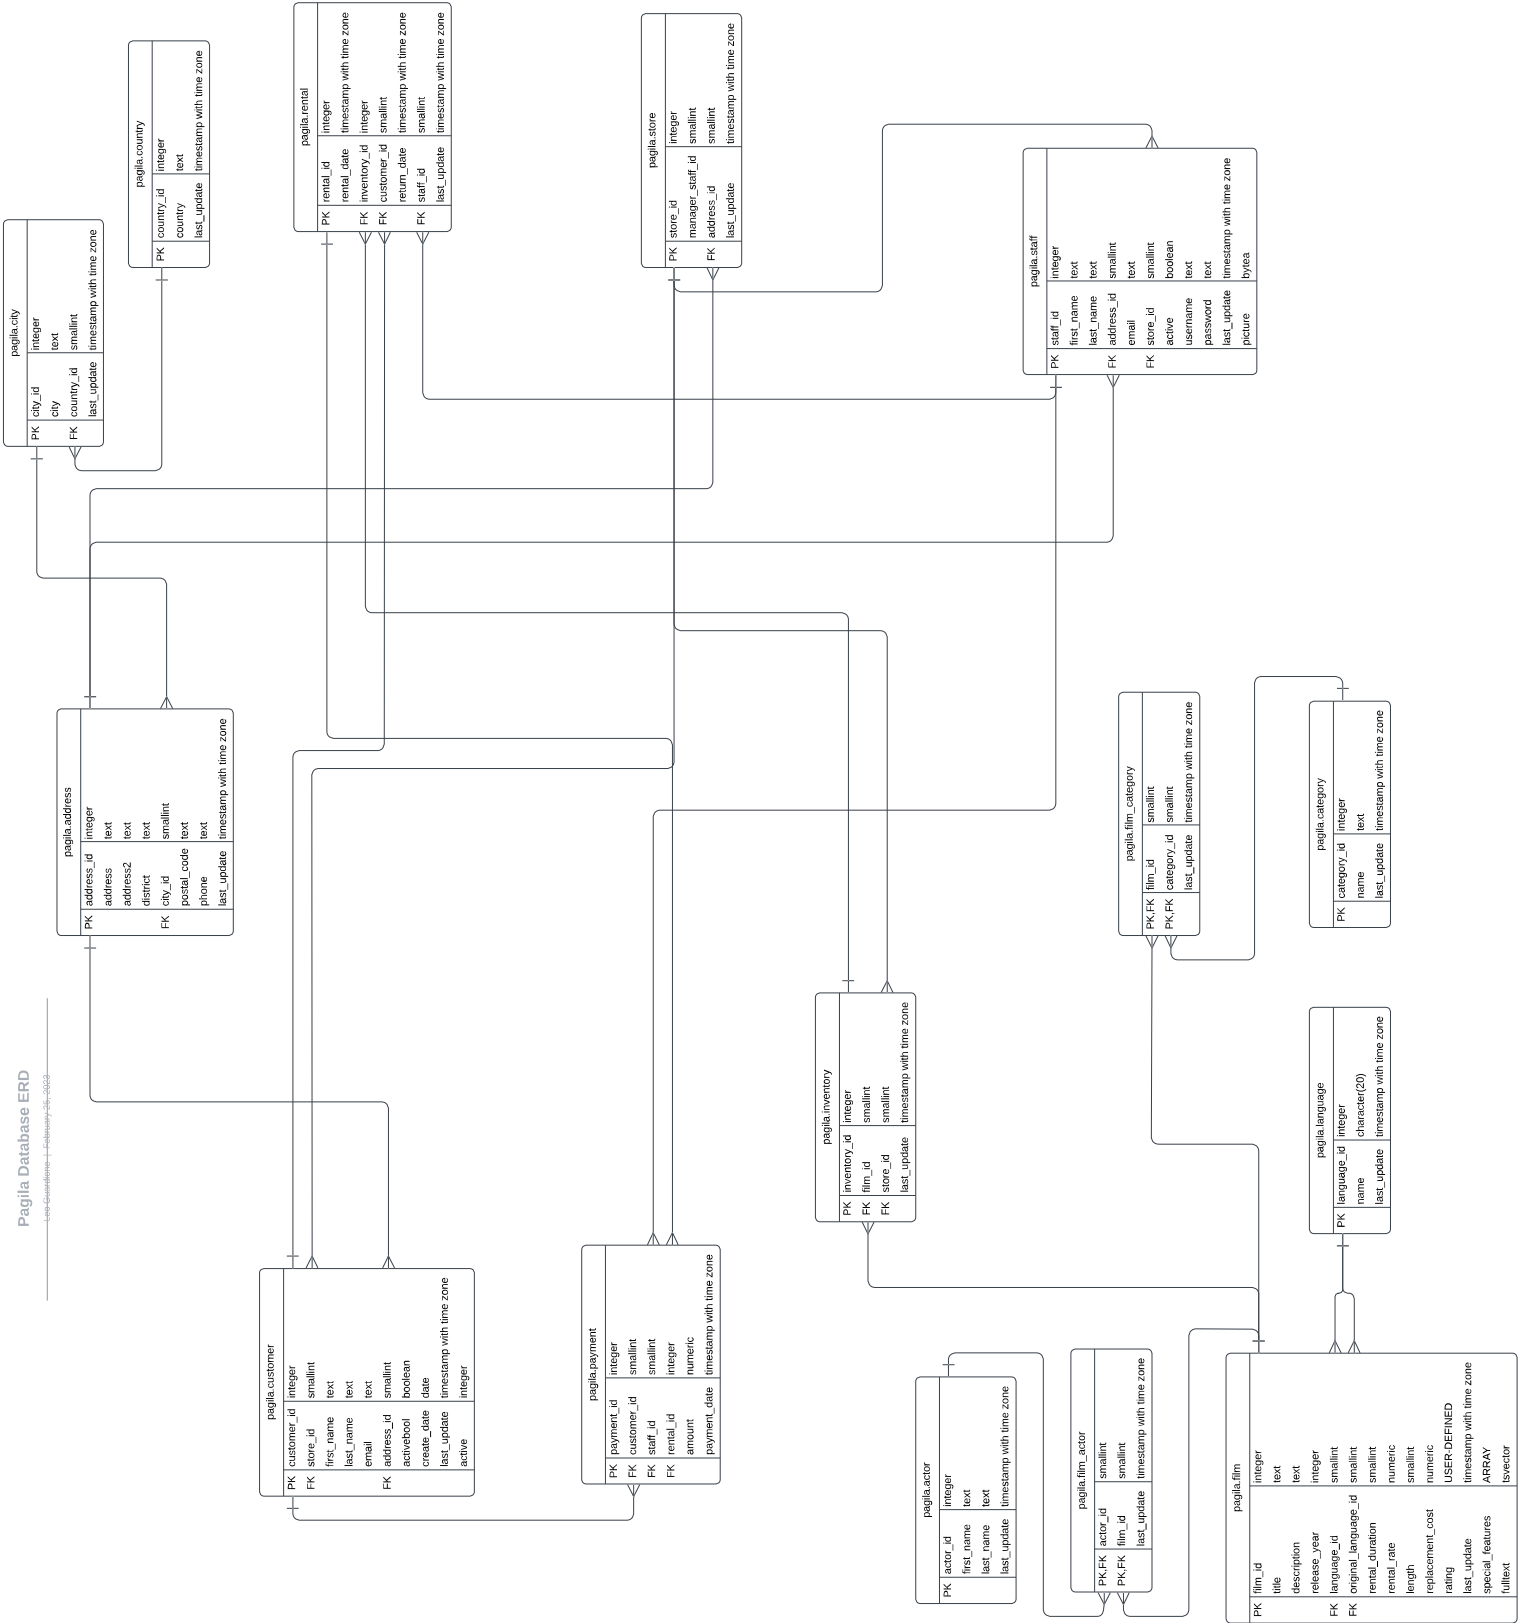 Pagila Database ERD
Leo Guardione | February 25, 2023
pagila.city
PK city_id integer
city text
FK country_id smallint
last_update timestamp with time zone
pagila.country
PK country_id integer
country text
last_update timestamp with time zone
pagila.rental
PK rental_id integer
rental_date timestamp with time zone
FK inventory_id integer
FK customer_id smallint
return_date timestamp with time zone
FK staff_id smallint
last_update timestamp with time zone
pagila.store
PK store_id integer
manager_staff_id smallint
FK address_id smallint
last_update timestamp with time zone
pagila.staff
PK staff_id integer
first_name text
last_name text
FK address_id smallint
email text
FK store_id smallint
active boolean
username text
password text
last_update timestamp with time zone
picture bytea
pagila.address
PK address_id integer
address text
address2 text
district text
FK city_id smallint
postal_code text
phone text
last_update timestamp with time zone
pagila.film_category
PK,FK film_id smallint
PK,FK category_id smallint
last_update timestamp with time zone
pagila.category
PK category_id integer
name text
last_update timestamp with time zone
pagila.customer
PK customer_id integer
FK store_id smallint
first_name text
last_name text
email text
FK address_id smallint
activebool boolean
create_date date
last_update timestamp with time zone
active integer
pagila.payment
PK payment_id integer
FK customer_id smallint
FK staff_id smallint
FK rental_id integer
amount numeric
payment_date timestamp with time zone
pagila.inventory
PK inventory_id integer
FK film_id smallint
FK store_id smallint
last_update timestamp with time zone
pagila.language
PK language_id integer
name character(20)
last_update timestamp with time zone
pagila.actor
PK actor_id integer
first_name text
last_name text
last_update timestamp with time zone
pagila.film_actor
PK,FK actor_id smallint
PK,FK film_id smallint
last_update timestamp with time zone
pagila.film
PK film_id integer
title text
description text
release_year integer
FK language_id smallint
FK original_language_id smallint
rental_duration smallint
rental_rate numeric
length smallint
replacement_cost numeric
rating USER-DEFINED
last_update timestamp with time zone
special_features ARRAY
fulltext tsvector